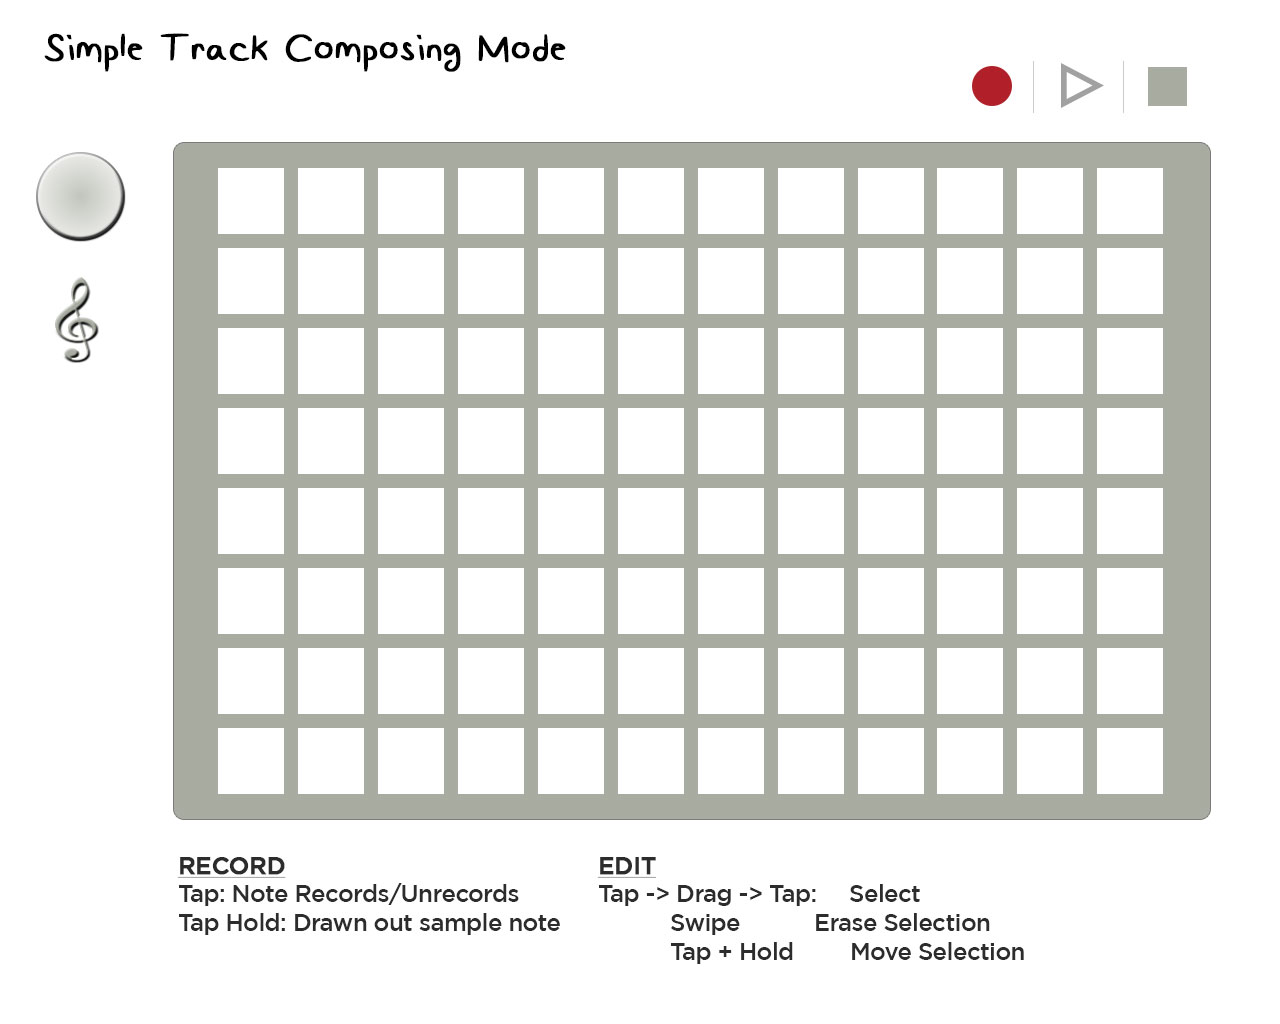 Simple Track Composing Mode
RECORD
Tap: Note Records/Unrecords
Tap Hold: Drawn out sample note
EDIT
Tap -> Drag -> Tap: Select
Swipe Erase Selection
Tap + Hold Move Selection